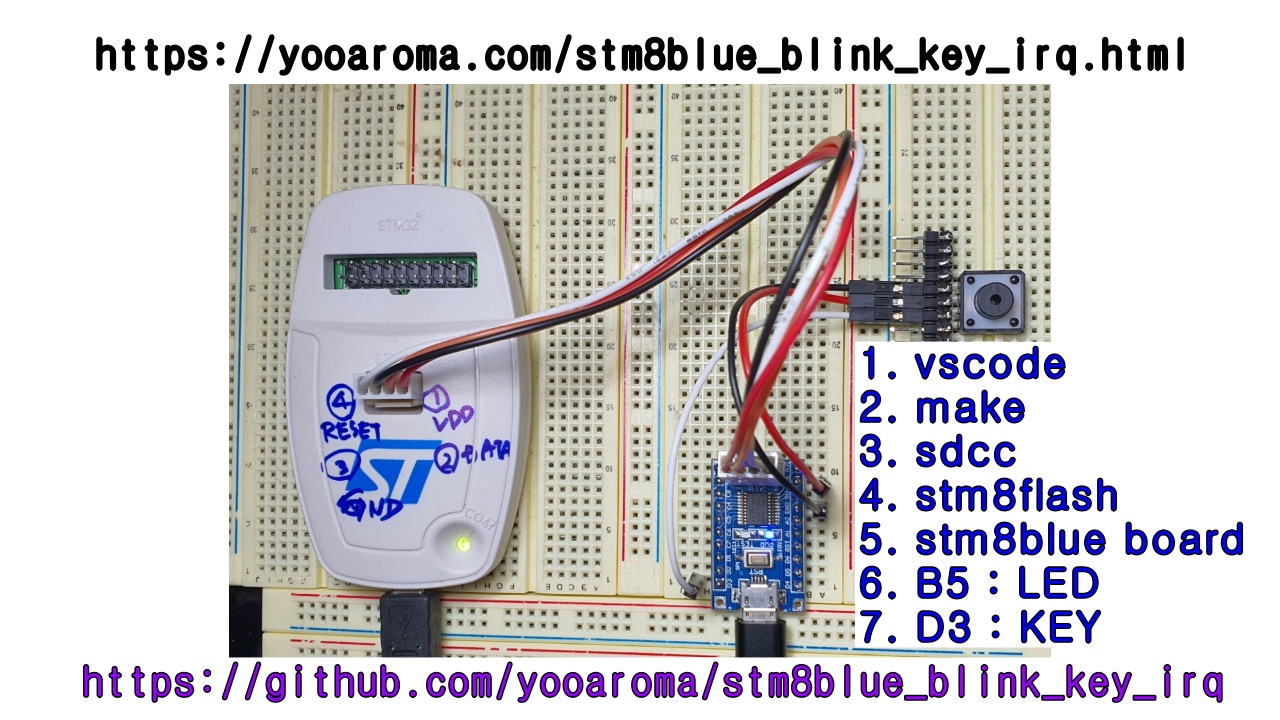 https://yooaroma.com/stm8blue_blink_key_irq.html
STM32
④
①
RESET
VDD
③
②
ST
GND
COM
1. vscode
2. make
3. sdcc
4. stm8flash
5. stm8blue board
6. B5 : LED
7. D3 : KEY
https://github.com/yooaroma/stm8blue_blink_key_irq